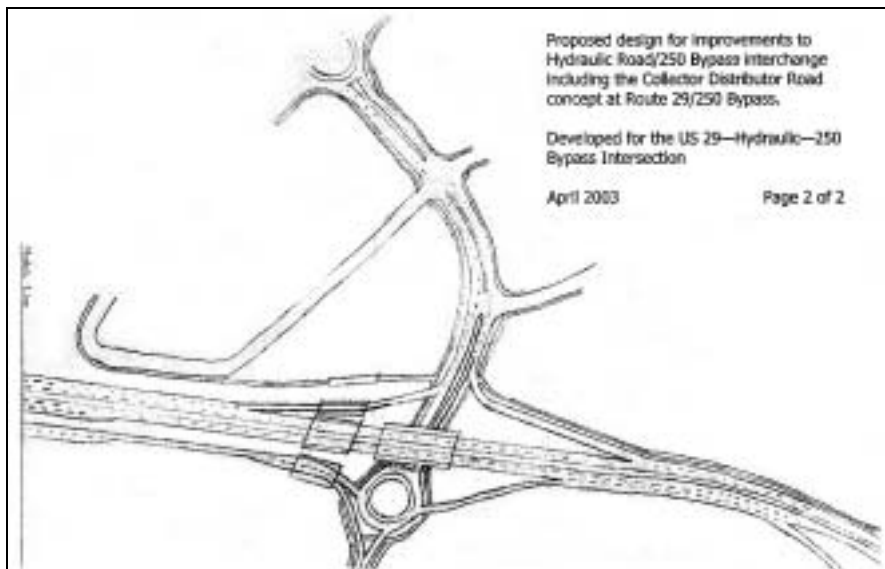 Proposed design for improvements to
Hydraulic Road/250 Bypass interchange
including the Collector Distributor Road
concept at Route 29/250 Bypass.
Developed for the US 29—Hydraulic—250
Bypass Intersection
April 2003 Page 2 of 2